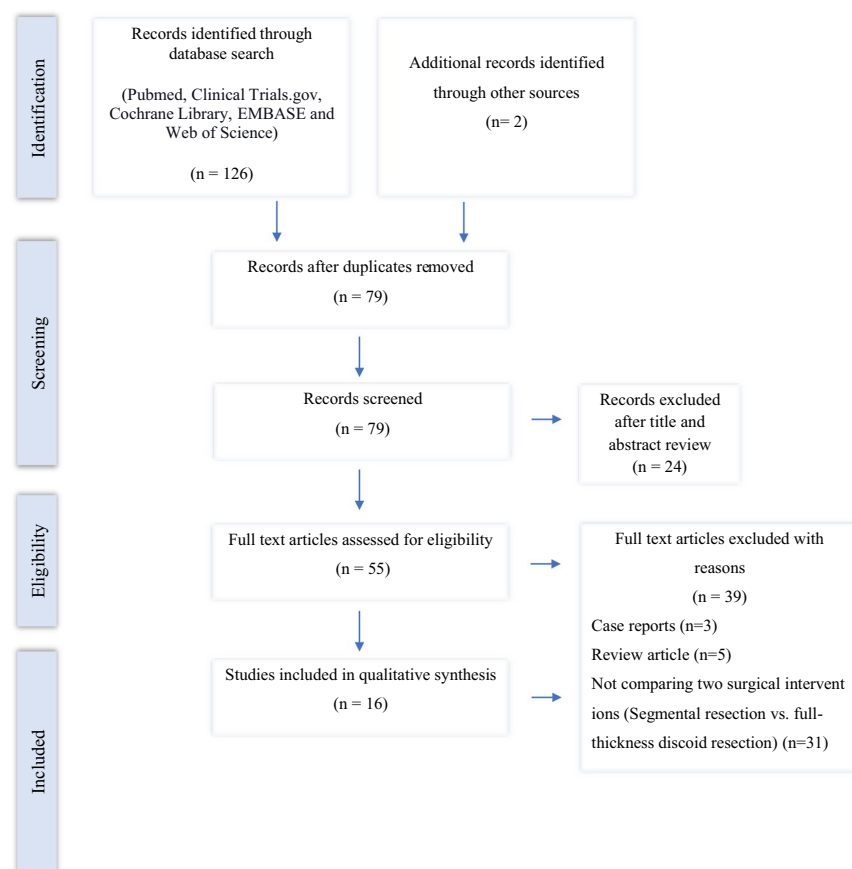 Identification
Records identified through
database search
(Pubmed, Clinical Trials.gov,
Cochrane Library, EMBASE and
Web of Science)
(n = 126)
Additional records identified
through other sources
(n= 2)
Screening
Records after duplicates removed
(n = 79)
Records screened
(n = 79)
Records excluded
after title and
abstract review
(n = 24)
Eligibility
Full text articles assessed for eligibility
(n = 55)
Full text articles excluded with
reasons
(n = 39)
Case reports (n=3)
Review article (n=5)
Not comparing two surgical intervent
ions (Segmental resection vs. full-
thickness discoid resection) (n=31)
Included
Studies included in qualitative synthesis
(n = 16)